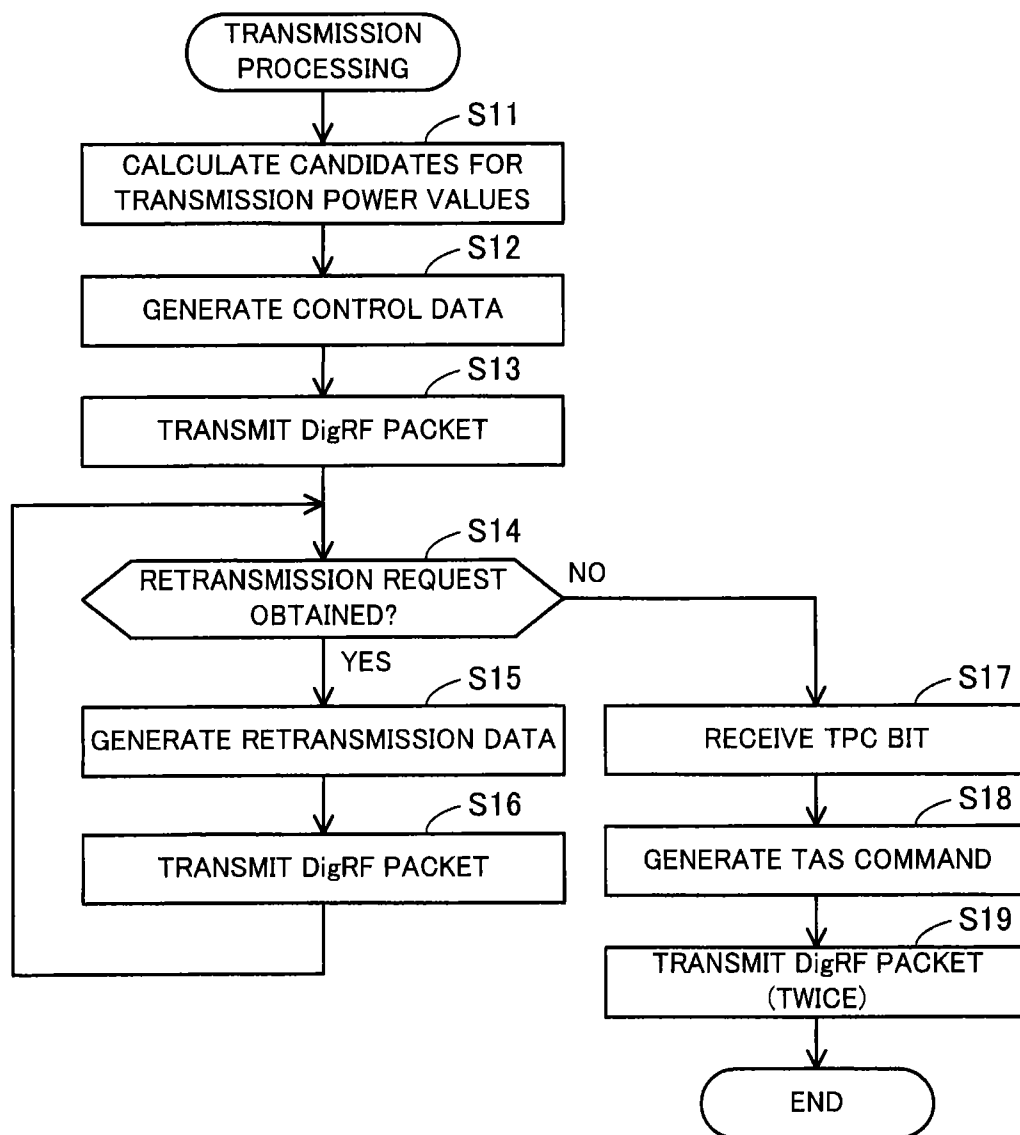 TRANSMISSION
PROCESSING
S11
CALCULATE CANDIDATES FOR
TRANSMISSION POWER VALUES
S12
GENERATE CONTROL DATA
S13
TRANSMIT DigRF PACKET
S14
RETRANSMISSION REQUEST
OBTAINED?
NO
YES
S15
GENERATE RETRANSMISSION DATA
S16
TRANSMIT DigRF PACKET
S17
RECEIVE TPC BIT
S18
GENERATE TAS COMMAND
S19
TRANSMIT DigRF PACKET
(TWICE)
END